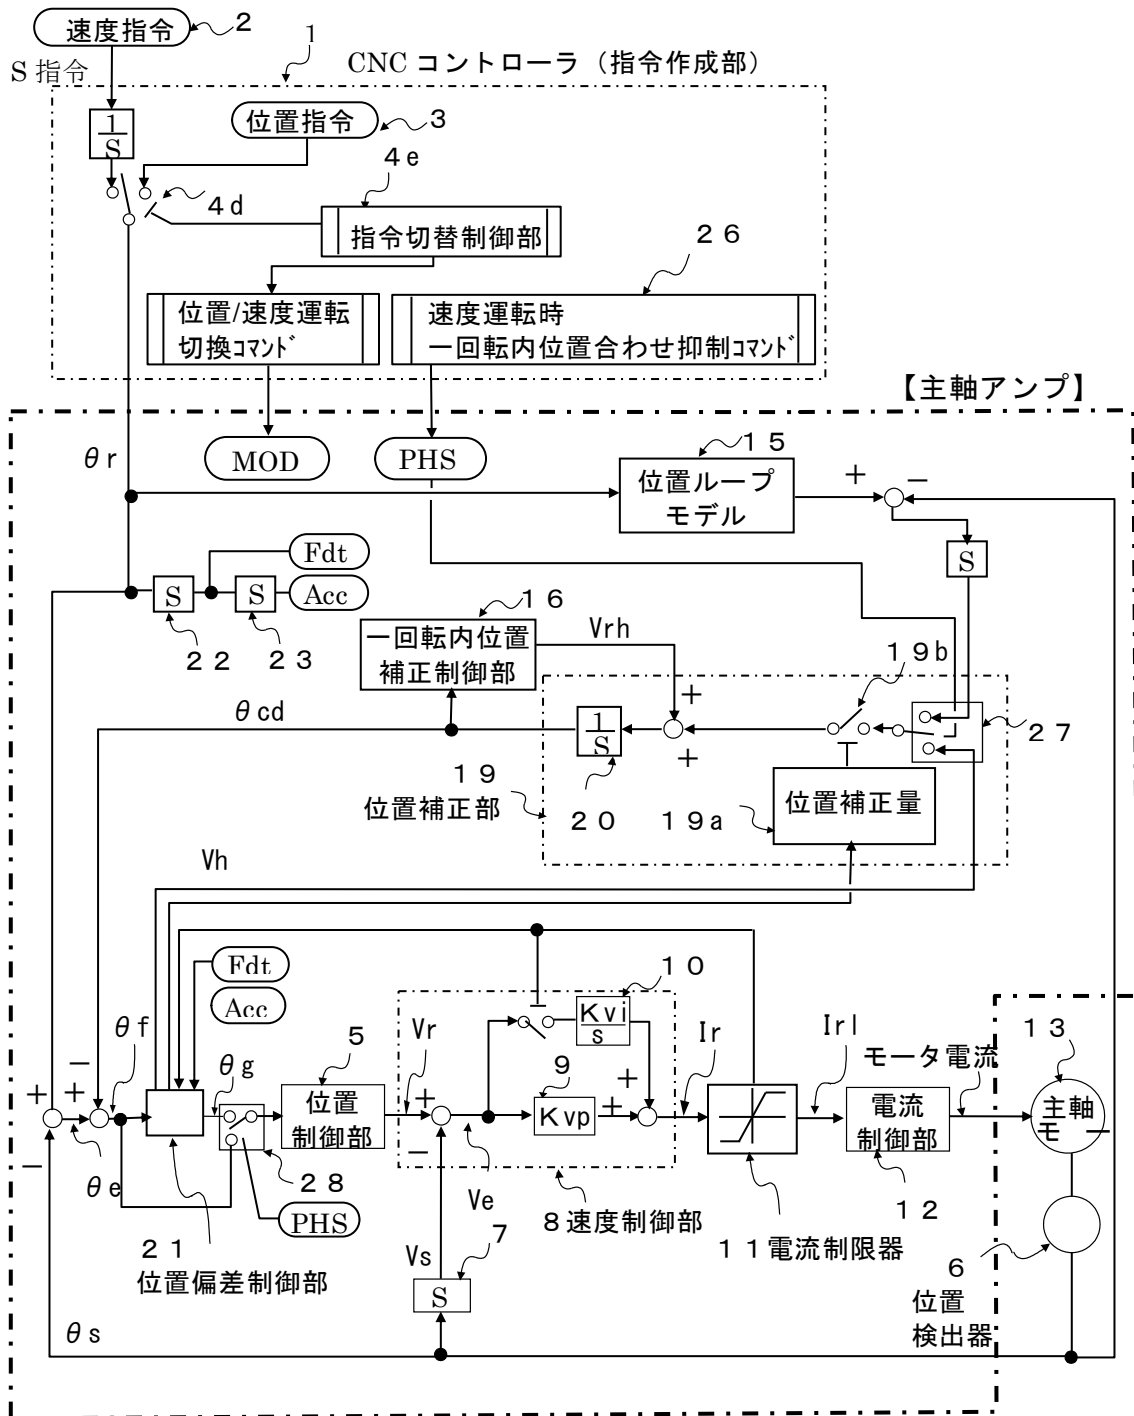 速度指令
2
1
S 指令
CNC コントローラ（指令作成部）
1
S
位置指令
3
4e
4d
指令切替制御部
26
位置/速度運転
切換コマンド
速度運転時
一回転内位置合わせ抑制コマンド
【主軸アンプ】
θr
MOD
PHS
15
位置ループ
モデル
+
−
S
Fdt
S
S
Acc
22
23
16
一回転内位置
補正制御部
Vrh
19b
+
θcd
1
S
+
27
19
位置補正部
20
19a
位置補正量
Vh
Fdt
Acc
10
Kvi
s
θf
θg
5
Vr
9
Ir
Irl
モータ電流
13
−
+
+
位置
制御部
+
Kvp
+
+
電流
制御部
主軸
モー
−
θe
28
−
Ve
8速度制御部
12
PHS
7
11電流制限器
21
位置偏差制御部
Vs
S
6
位置
検出器
θs